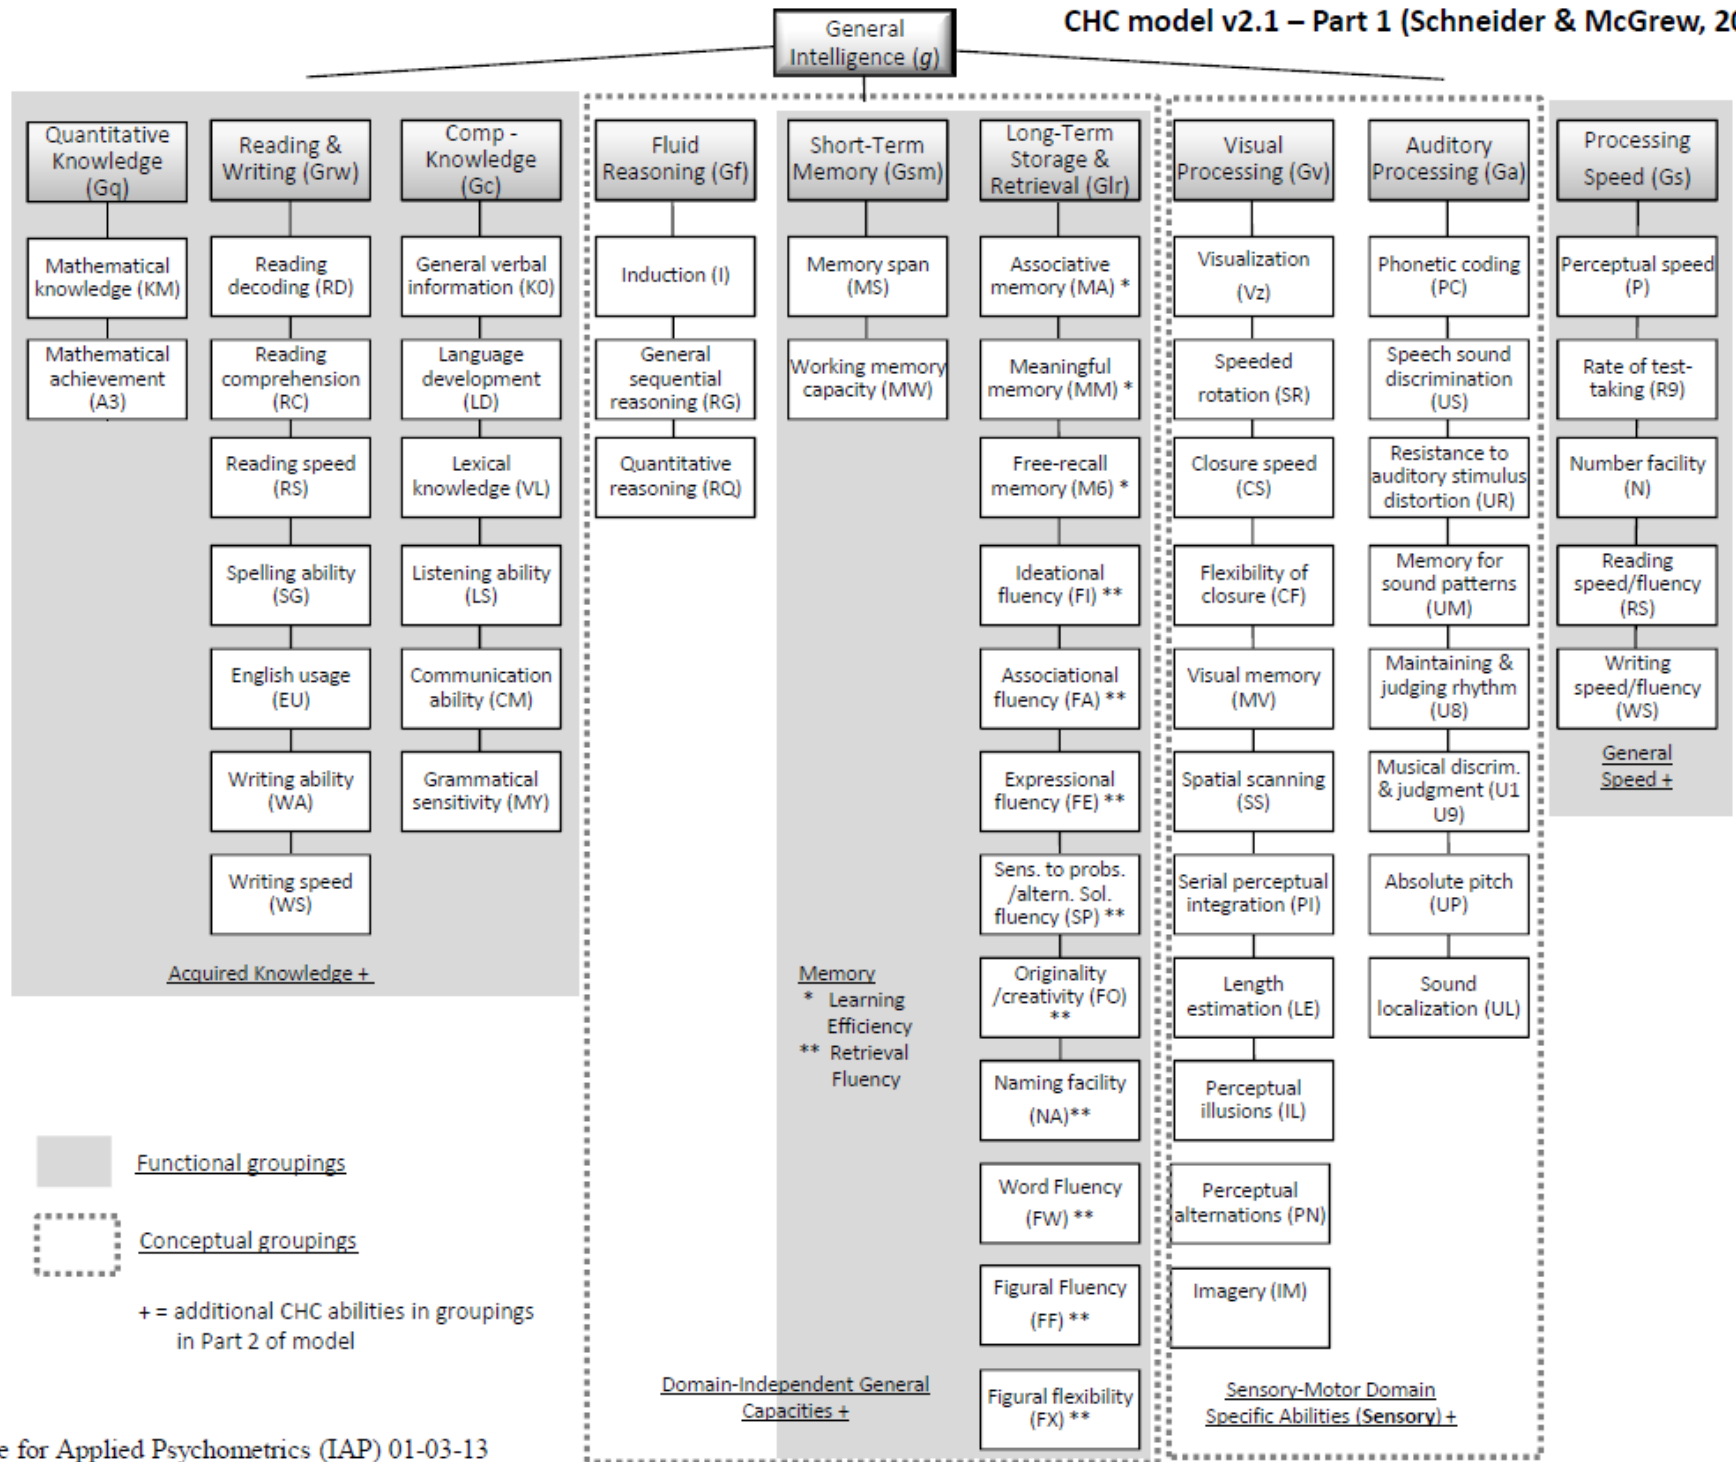 CHC model v2.1 – Part 1 (Schneider & McGrew,
General
Intelligence (g)
Quantitative
Knowledge
(Gq)
Mathematical
knowledge (KM)
Mathematical
achievement
(A3)
Reading &
Writing (Grw)
Reading
decoding (RD)
Reading
comprehension
(RC)
Reading speed
(RS)
Spelling ability
(SG)
English usage
(EU)
Writing ability
(WA)
Writing speed
(WS)
Comp -
Knowledge
(Gc)
General verbal
information (K0)
Language
development
(LD)
Lexical
knowledge (VL)
Listening ability
(LS)
Communication
ability (CM)
Grammatical
sensitivity (MY)
Acquired Knowledge +
Fluid
Reasoning (Gf)
Induction (I)
General
sequential
reasoning (RG)
Quantitative
reasoning (RQ)
Short-Term
Memory (Gsm)
Memory span
(MS)
Working memory
capacity (MW)
Memory
* Learning
Efficiency
** Retrieval
Fluency
Long-Term
Storage &
Retrieval (Glr)
Associative
memory (MA) *
Meaningful
memory (MM) *
Free-recall
memory (M6) *
Ideational
fluency (FI) **
Associational
fluency (FA) **
Expressional
fluency (FE) **
Sens. to probs.
/altern. Sol.
fluency (SP) **
Originality
/creativity (FO)
**
Naming facility
(NA)**
Word Fluency
(FW) **
Figural Fluency
(FF) **
Figural flexibility
(FX) **
Domain-Independent General
Capacities +
Visual
Processing (Gv)
Visualization
(Vz)
Speeded
rotation (SR)
Closure speed
(CS)
Flexibility of
closure (CF)
Visual memory
(MV)
Spatial scanning
(SS)
Serial perceptual
integration (PI)
Length
estimation (LE)
Perceptual
illusions (IL)
Perceptual
alternations (PN)
Imagery (IM)
Auditory
Processing (Ga)
Phonetic coding
(PC)
Speech sound
discrimination
(US)
Resistance to
auditory stimulus
distortion (UR)
Memory for
sound patterns
(UM)
Maintaining &
judging rhythm
(U8)
Musical discrim.
& judgment (U1
U9)
Absolute pitch
(UP)
Sound
localization (UL)
Sensory-Motor Domain
Specific Abilities (Sensory) +
Processing
Speed (Gs)
Perceptual speed
(P)
Rate of test-
taking (R9)
Number facility
(N)
Reading
speed/fluency
(RS)
Writing
speed/fluency
(WS)
General
Speed +
Functional groupings
Conceptual groupings
+ = additional CHC abilities in groupings
in Part 2 of model
for Applied Psychometrics (IAP) 01-03-13